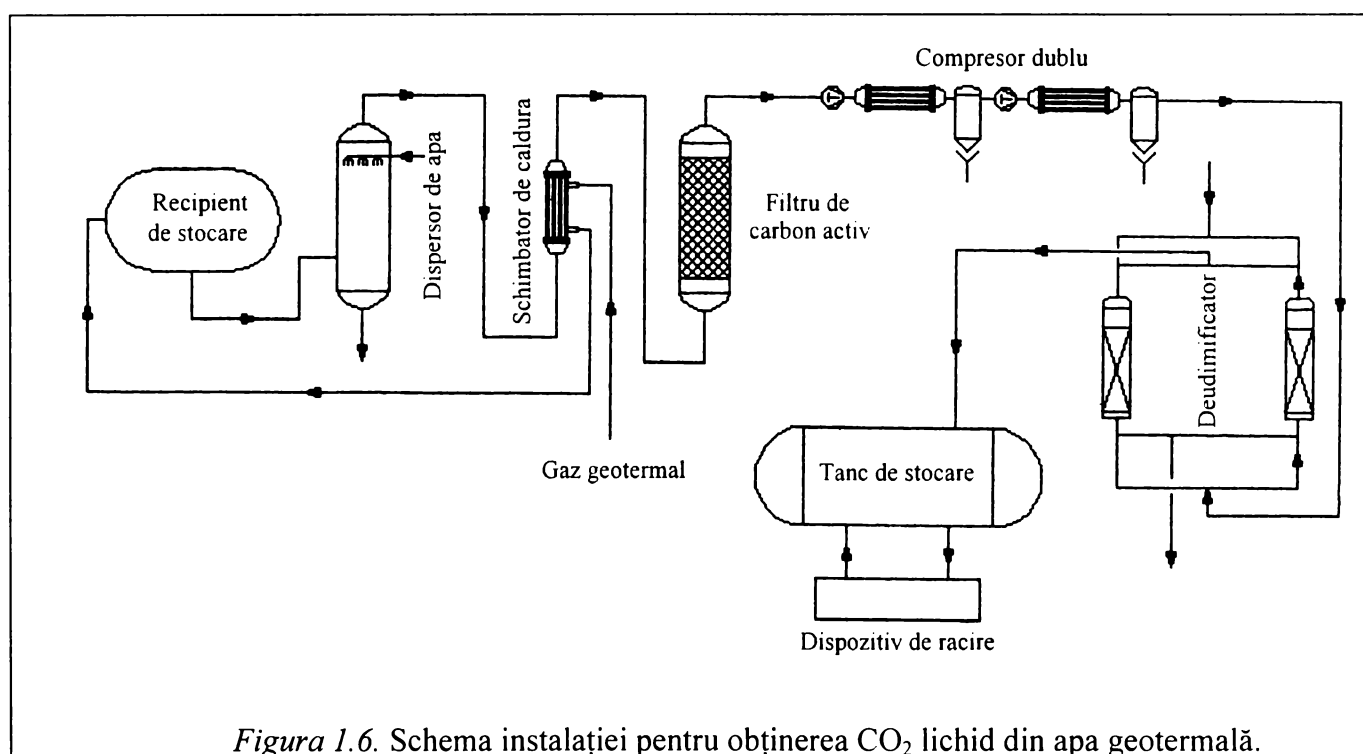 Compresor dublu
Recipient
de stocare
Dispersor de apa
Schimbator de caldura
Filtru de
carbon activ
Deudimificator
Gaz geotermal
Tanc de stocare
Dispozitiv de racire
Figura 1.6. Schema instalației pentru obținerea CO₂ lichid din apa geotermală.